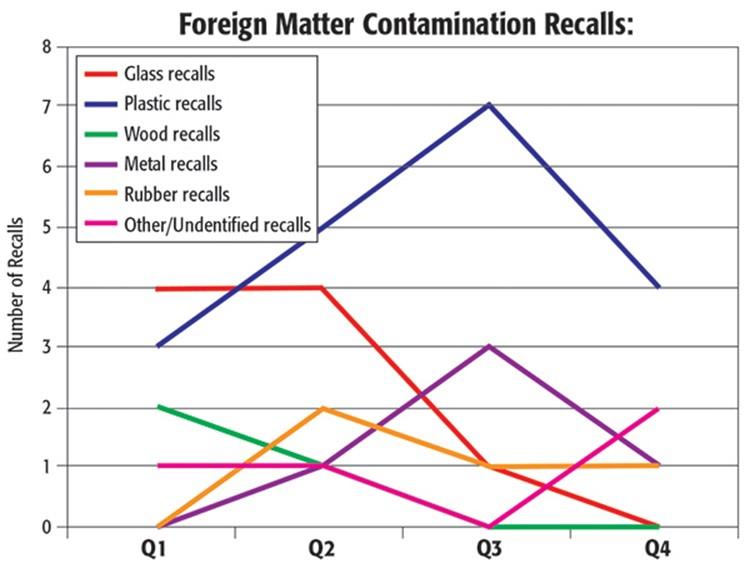 Foreign Matter Contamination Recalls:
Number of Recalls
8
7
6
5
4
3
2
1
0
Glass recalls
Plastic recalls
Wood recalls
Metal recalls
Rubber recalls
Other/Undentified recalls
Q1 Q2 Q3 Q4